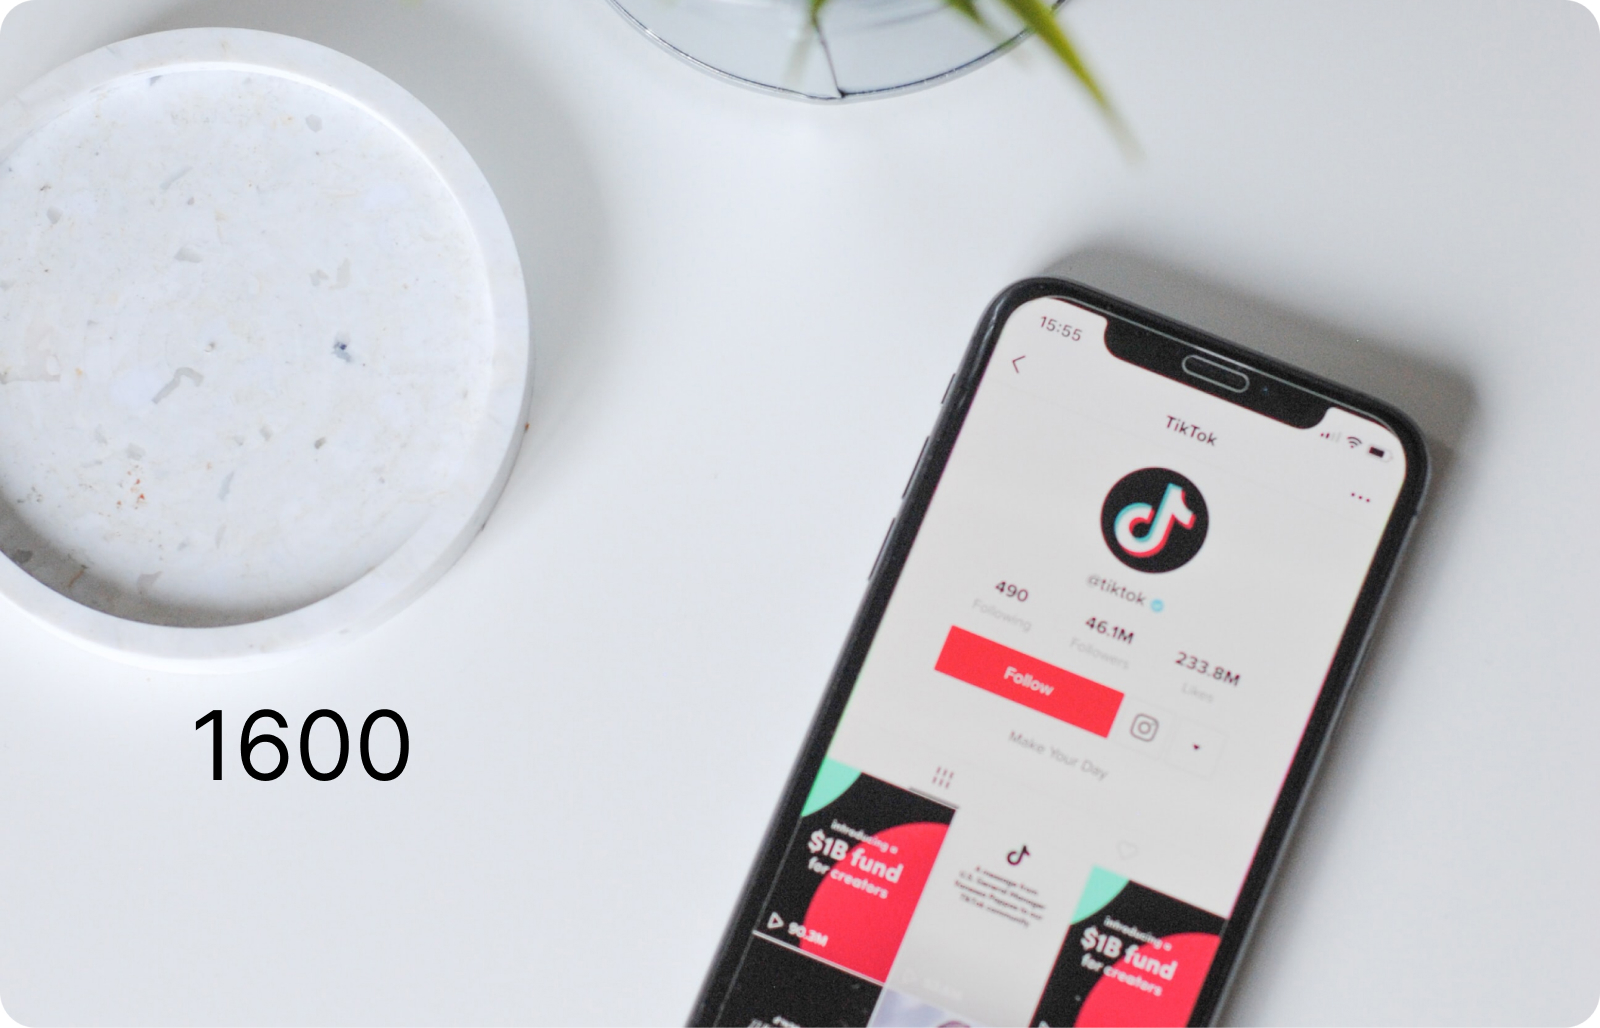 15:55
TikTok
@tiktok
490
Following
46.1M
Followers
233.8M
Likes
Follow
Make Your Day
1600
Introducing a
$1B fund
for creators
90.3M
A message from
U.S. General Manager
TikTok community
Introducing a
$1B fund
for creators